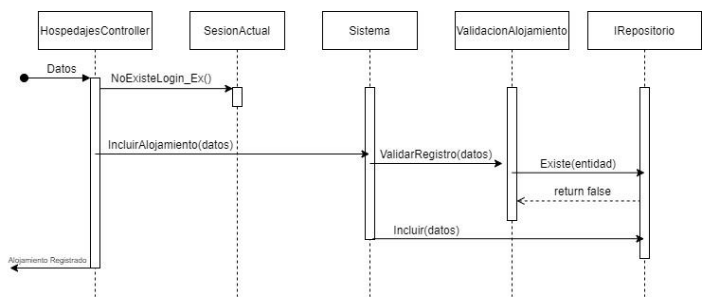 HospedajesController
SesionActual
Sistema
ValidacionAlojamiento
IRepositorio
Datos
NoExisteLogin_Ex()
IncluirAlojamiento(datos)
ValidarRegistro(datos)
Existe(entidad)
return false
Incluir(datos)
Alojamiento Registrado